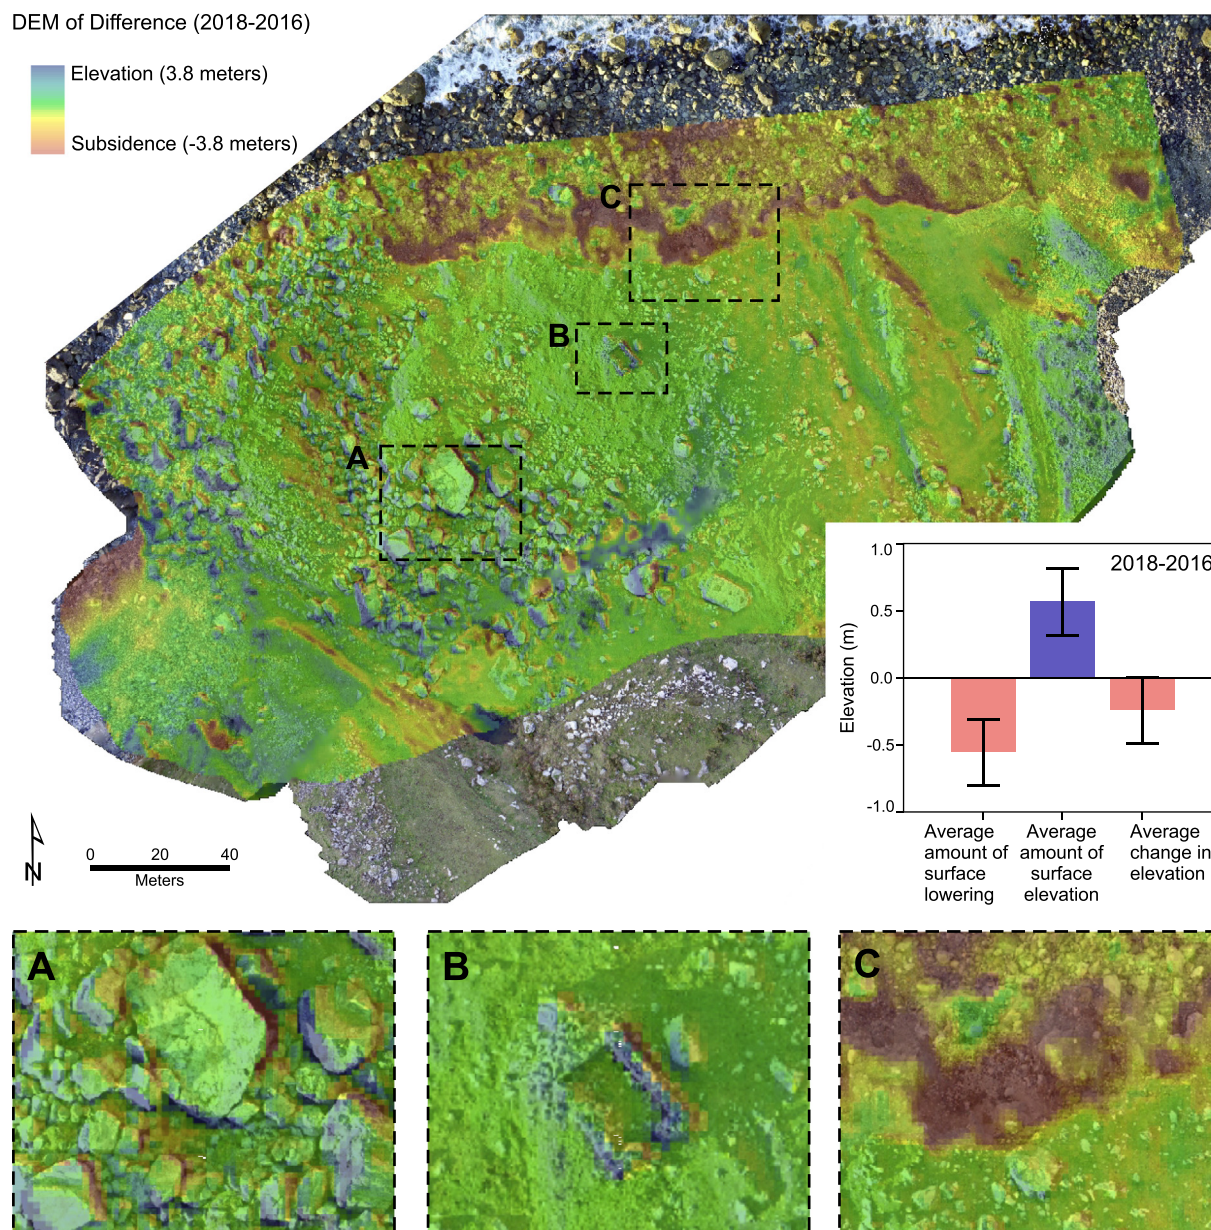 DEM of Difference (2018-2016)
Elevation (3.8 meters)
Subsidence (-3.8 meters)
C
B
A
N
0 20 40
Meters
2018-2016
1.0
0.5
0.0
-0.5
-1.0
Elevation (m)
Average
amount of
surface
lowering
Average
amount of
surface
elevation
Average
change in
elevation
A
B
C